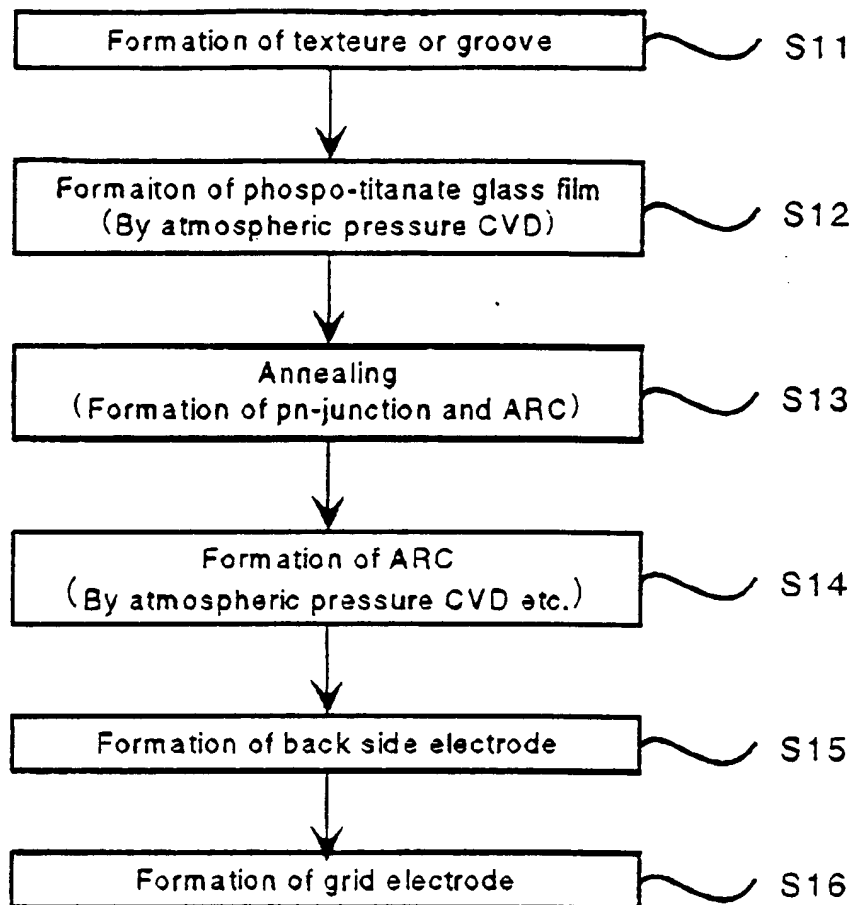 Formation of texteure or groove
S11
Formaiton of phospo-titanate glass film
(By atmospheric pressure CVD)
S12
Annealing
(Formation of pn-junction and ARC)
S13
Formation of ARC
(By atmospheric pressure CVD etc.)
S14
Formation of back side electrode
S15
Formation of grid electrode
S16